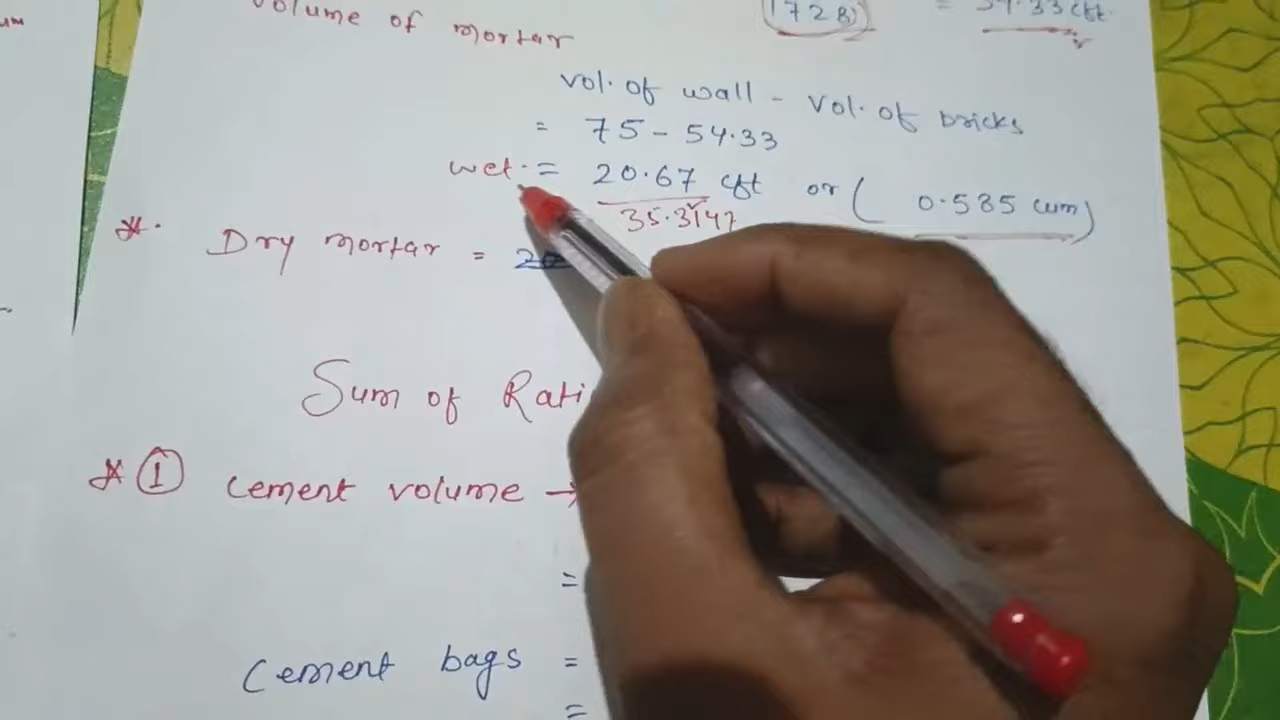 Volume of mortar
1728 = 54.33 cft.
Vol. of wall - Vol. of bricks
= 75 - 54.33
wet. = 20.67 cft or ( 0.585 cum)
35.3147
* Dry mortar =
Sum of
* ① Cement volume →
=
Cement bags =
=